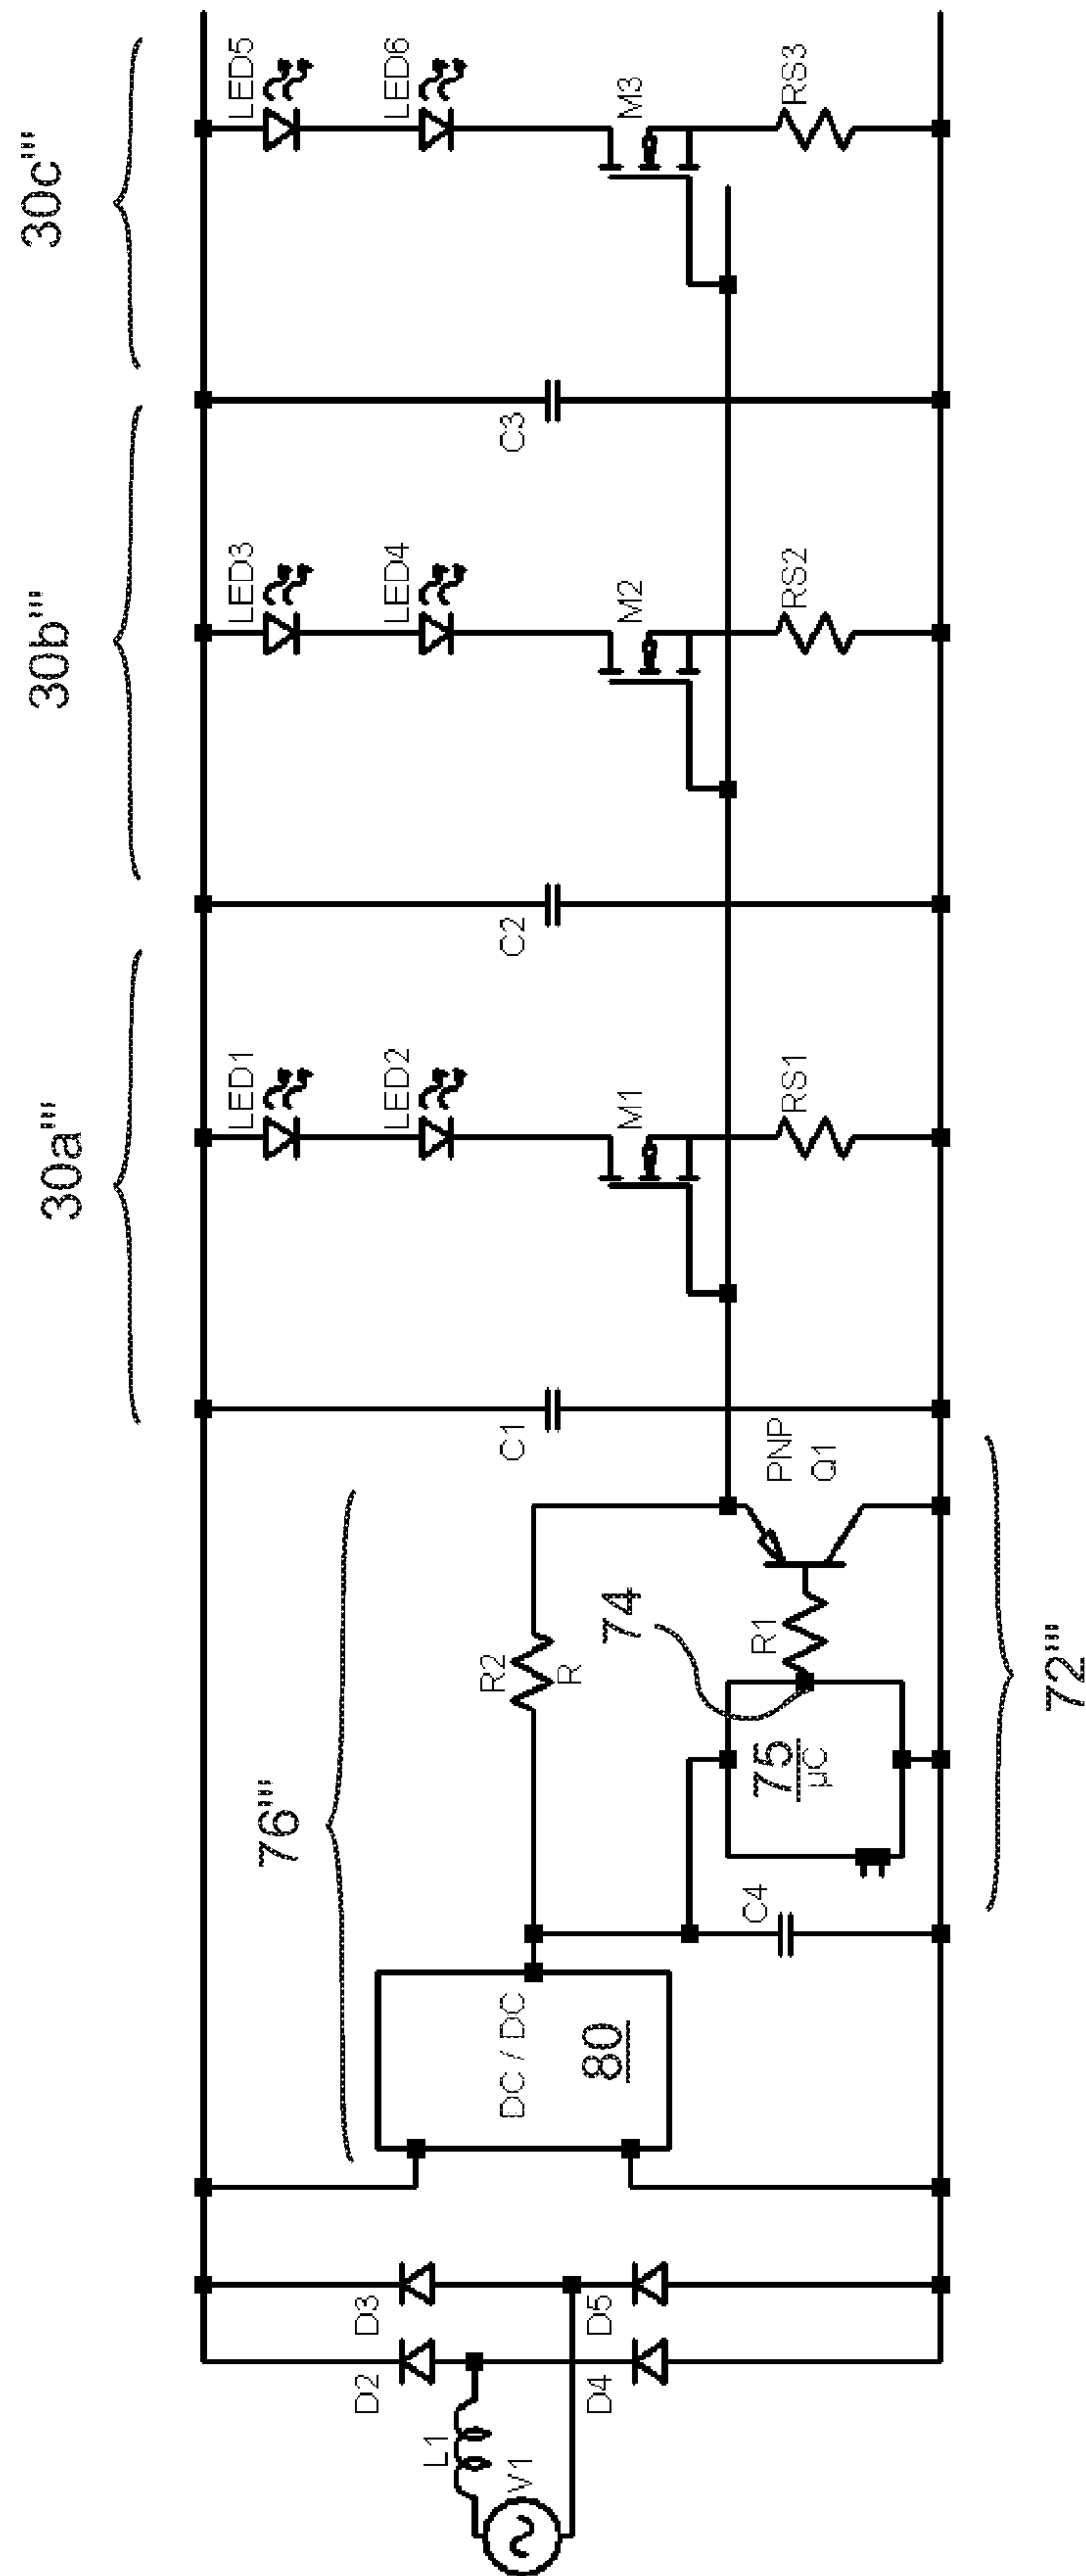 30a'''
30b'''
30c'''
76'''
LED1
LED3
LED5
LED2
LED4
LED6
D2
D3
L1
V1
D4
D5
DC / DC
80
R2
R
C1
C2
C3
M1
M2
M3
74
75
µC
R1
C4
PNP
Q1
RS1
RS2
RS3
72'''